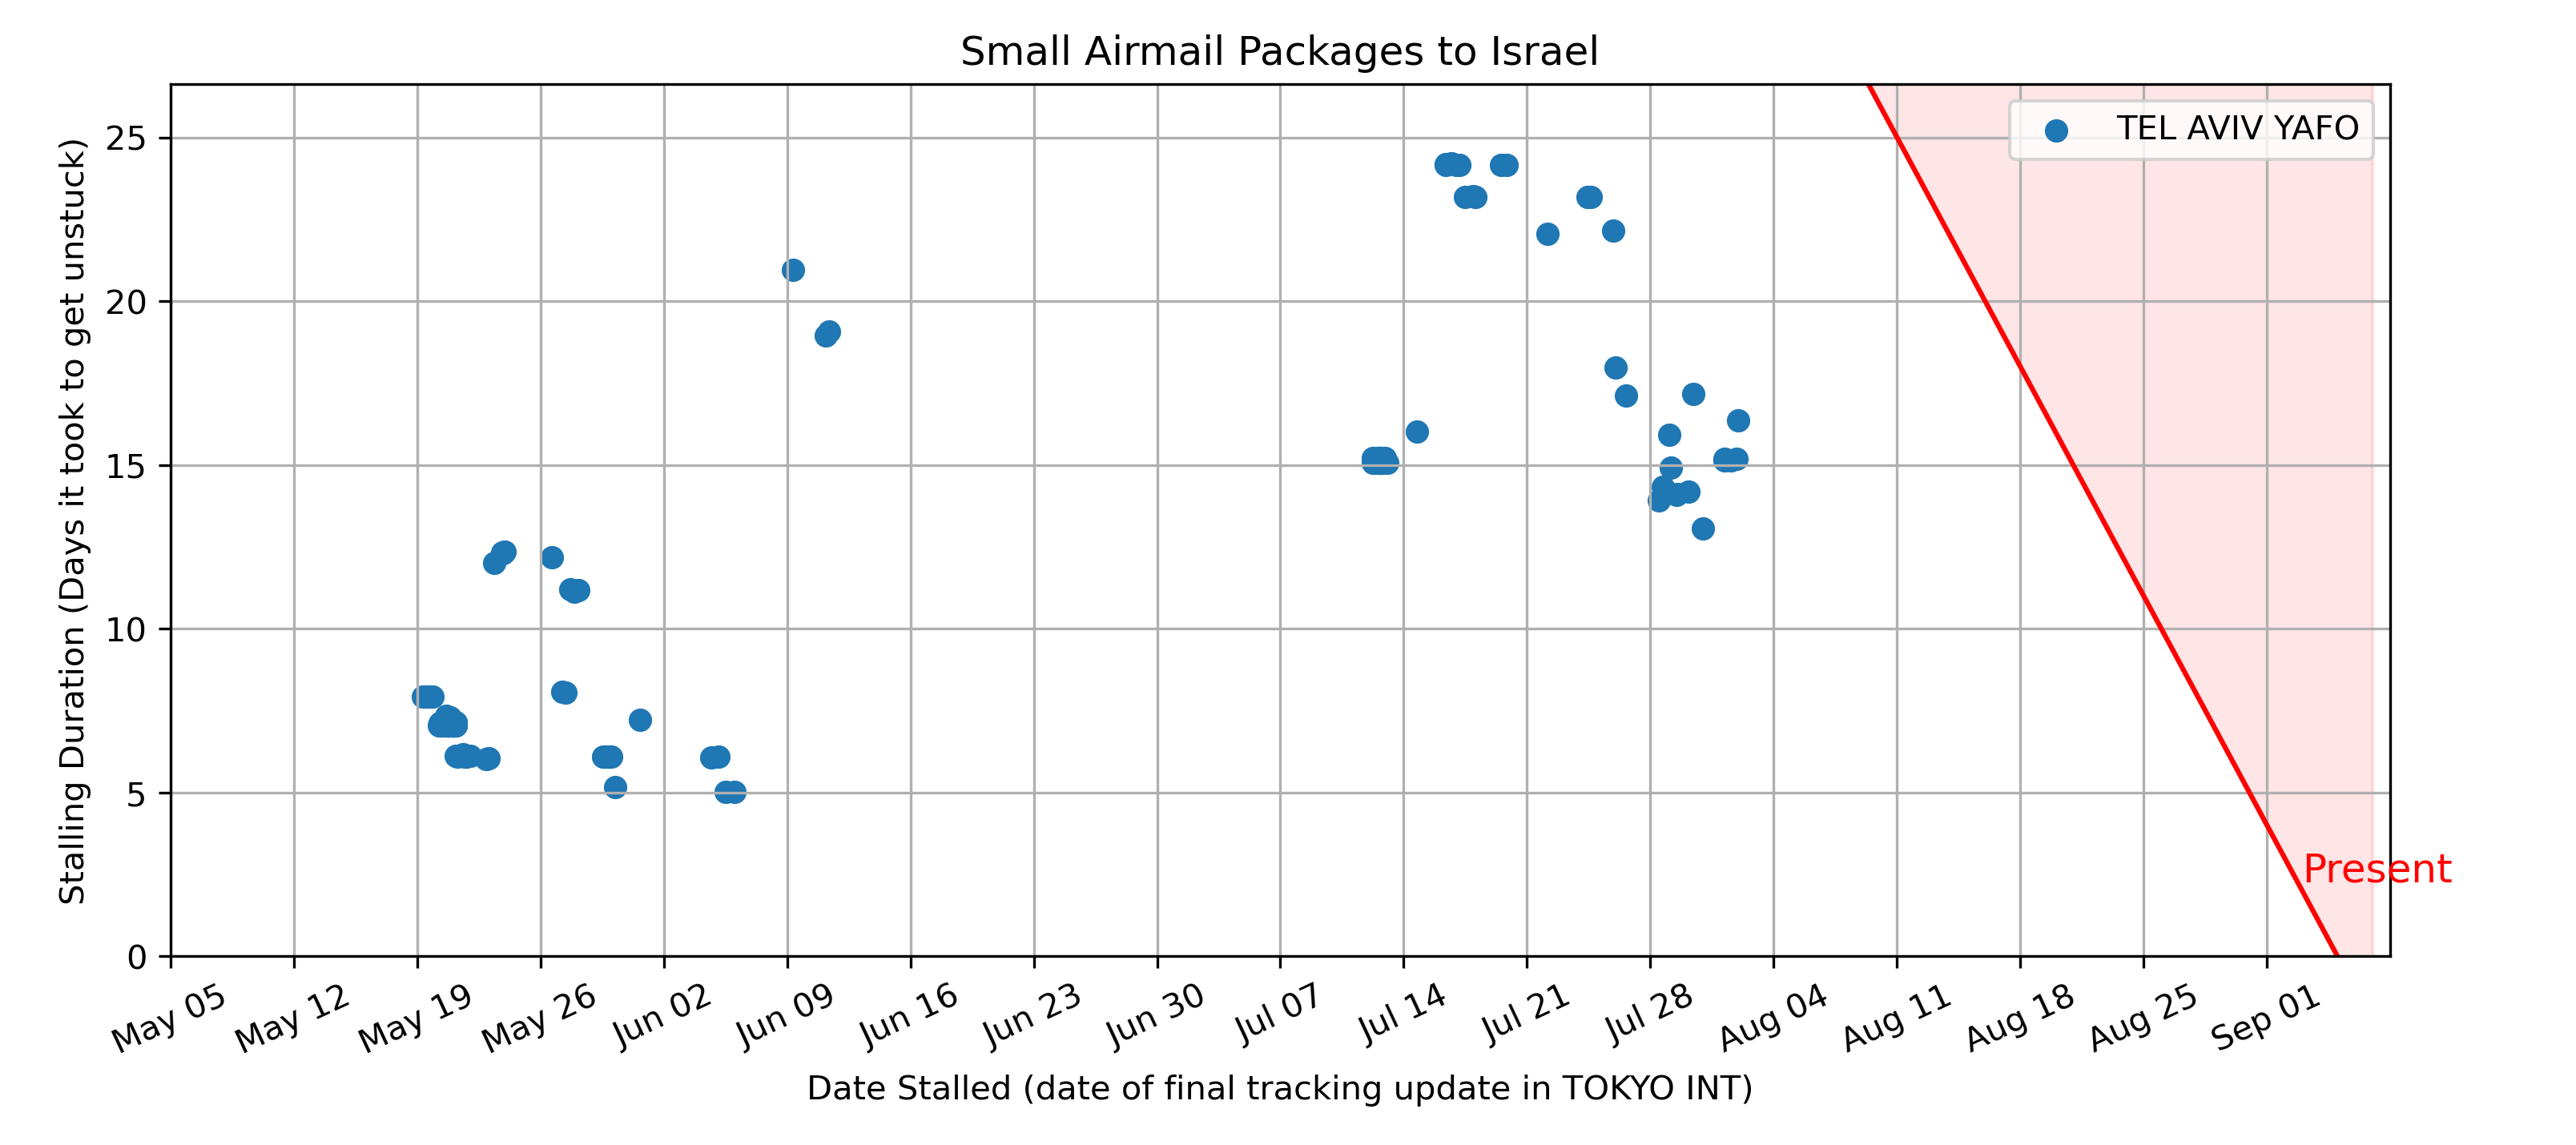 Small Airmail Packages to Israel
TEL AVIV YAFO
Stalling Duration (Days it took to get unstuck)
25
20
15
10
5
0
Present
May 05
May 12
May 19
May 26
Jun 02
Jun 09
Jun 16
Jun 23
Jun 30
Jul 07
Jul 14
Jul 21
Jul 28
Aug 04
Aug 11
Aug 18
Aug 25
Sep 01
Date Stalled (date of final tracking update in TOKYO INT)